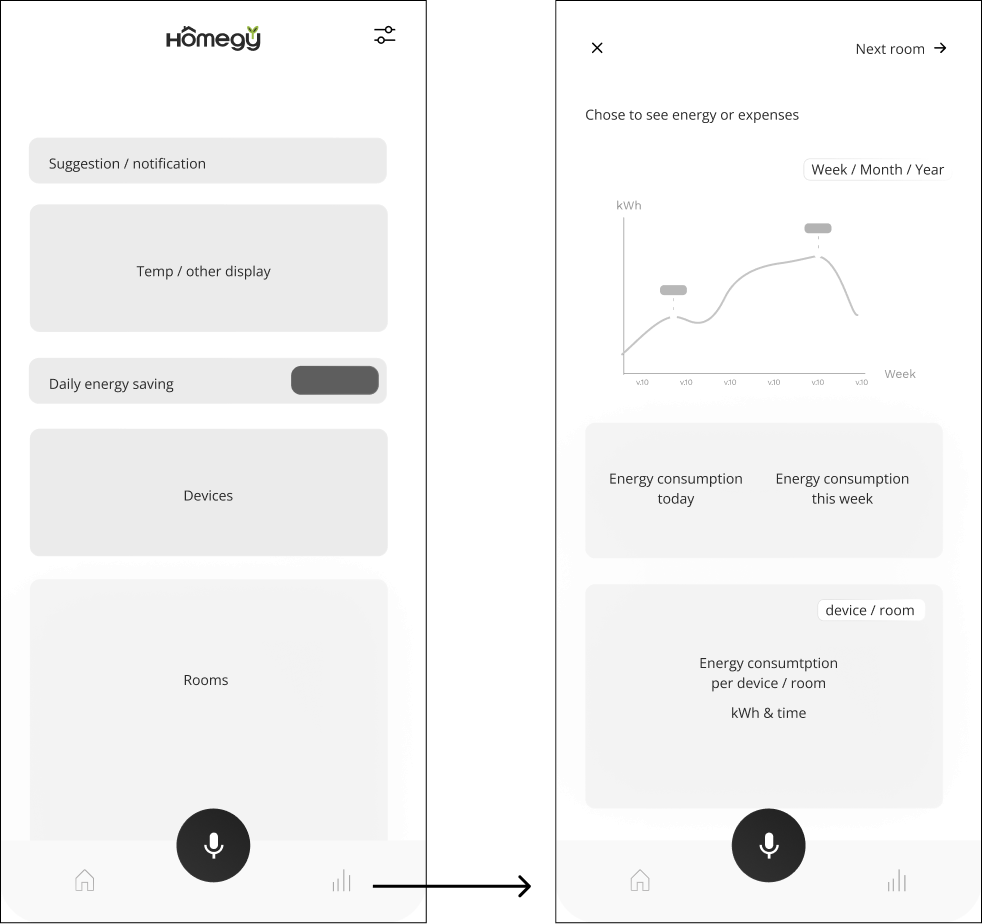 Hömegy
Suggestion / notification
Temp / other display
Daily energy saving
Devices
Rooms
Next room
Chose to see energy or expenses
Week / Month / Year
kWh
Week
v.10 v.10 v.10 v.10 v.10 v.10
Energy consumption
today
Energy consumption
this week
device / room
Energy consumtption
per device / room
kWh & time